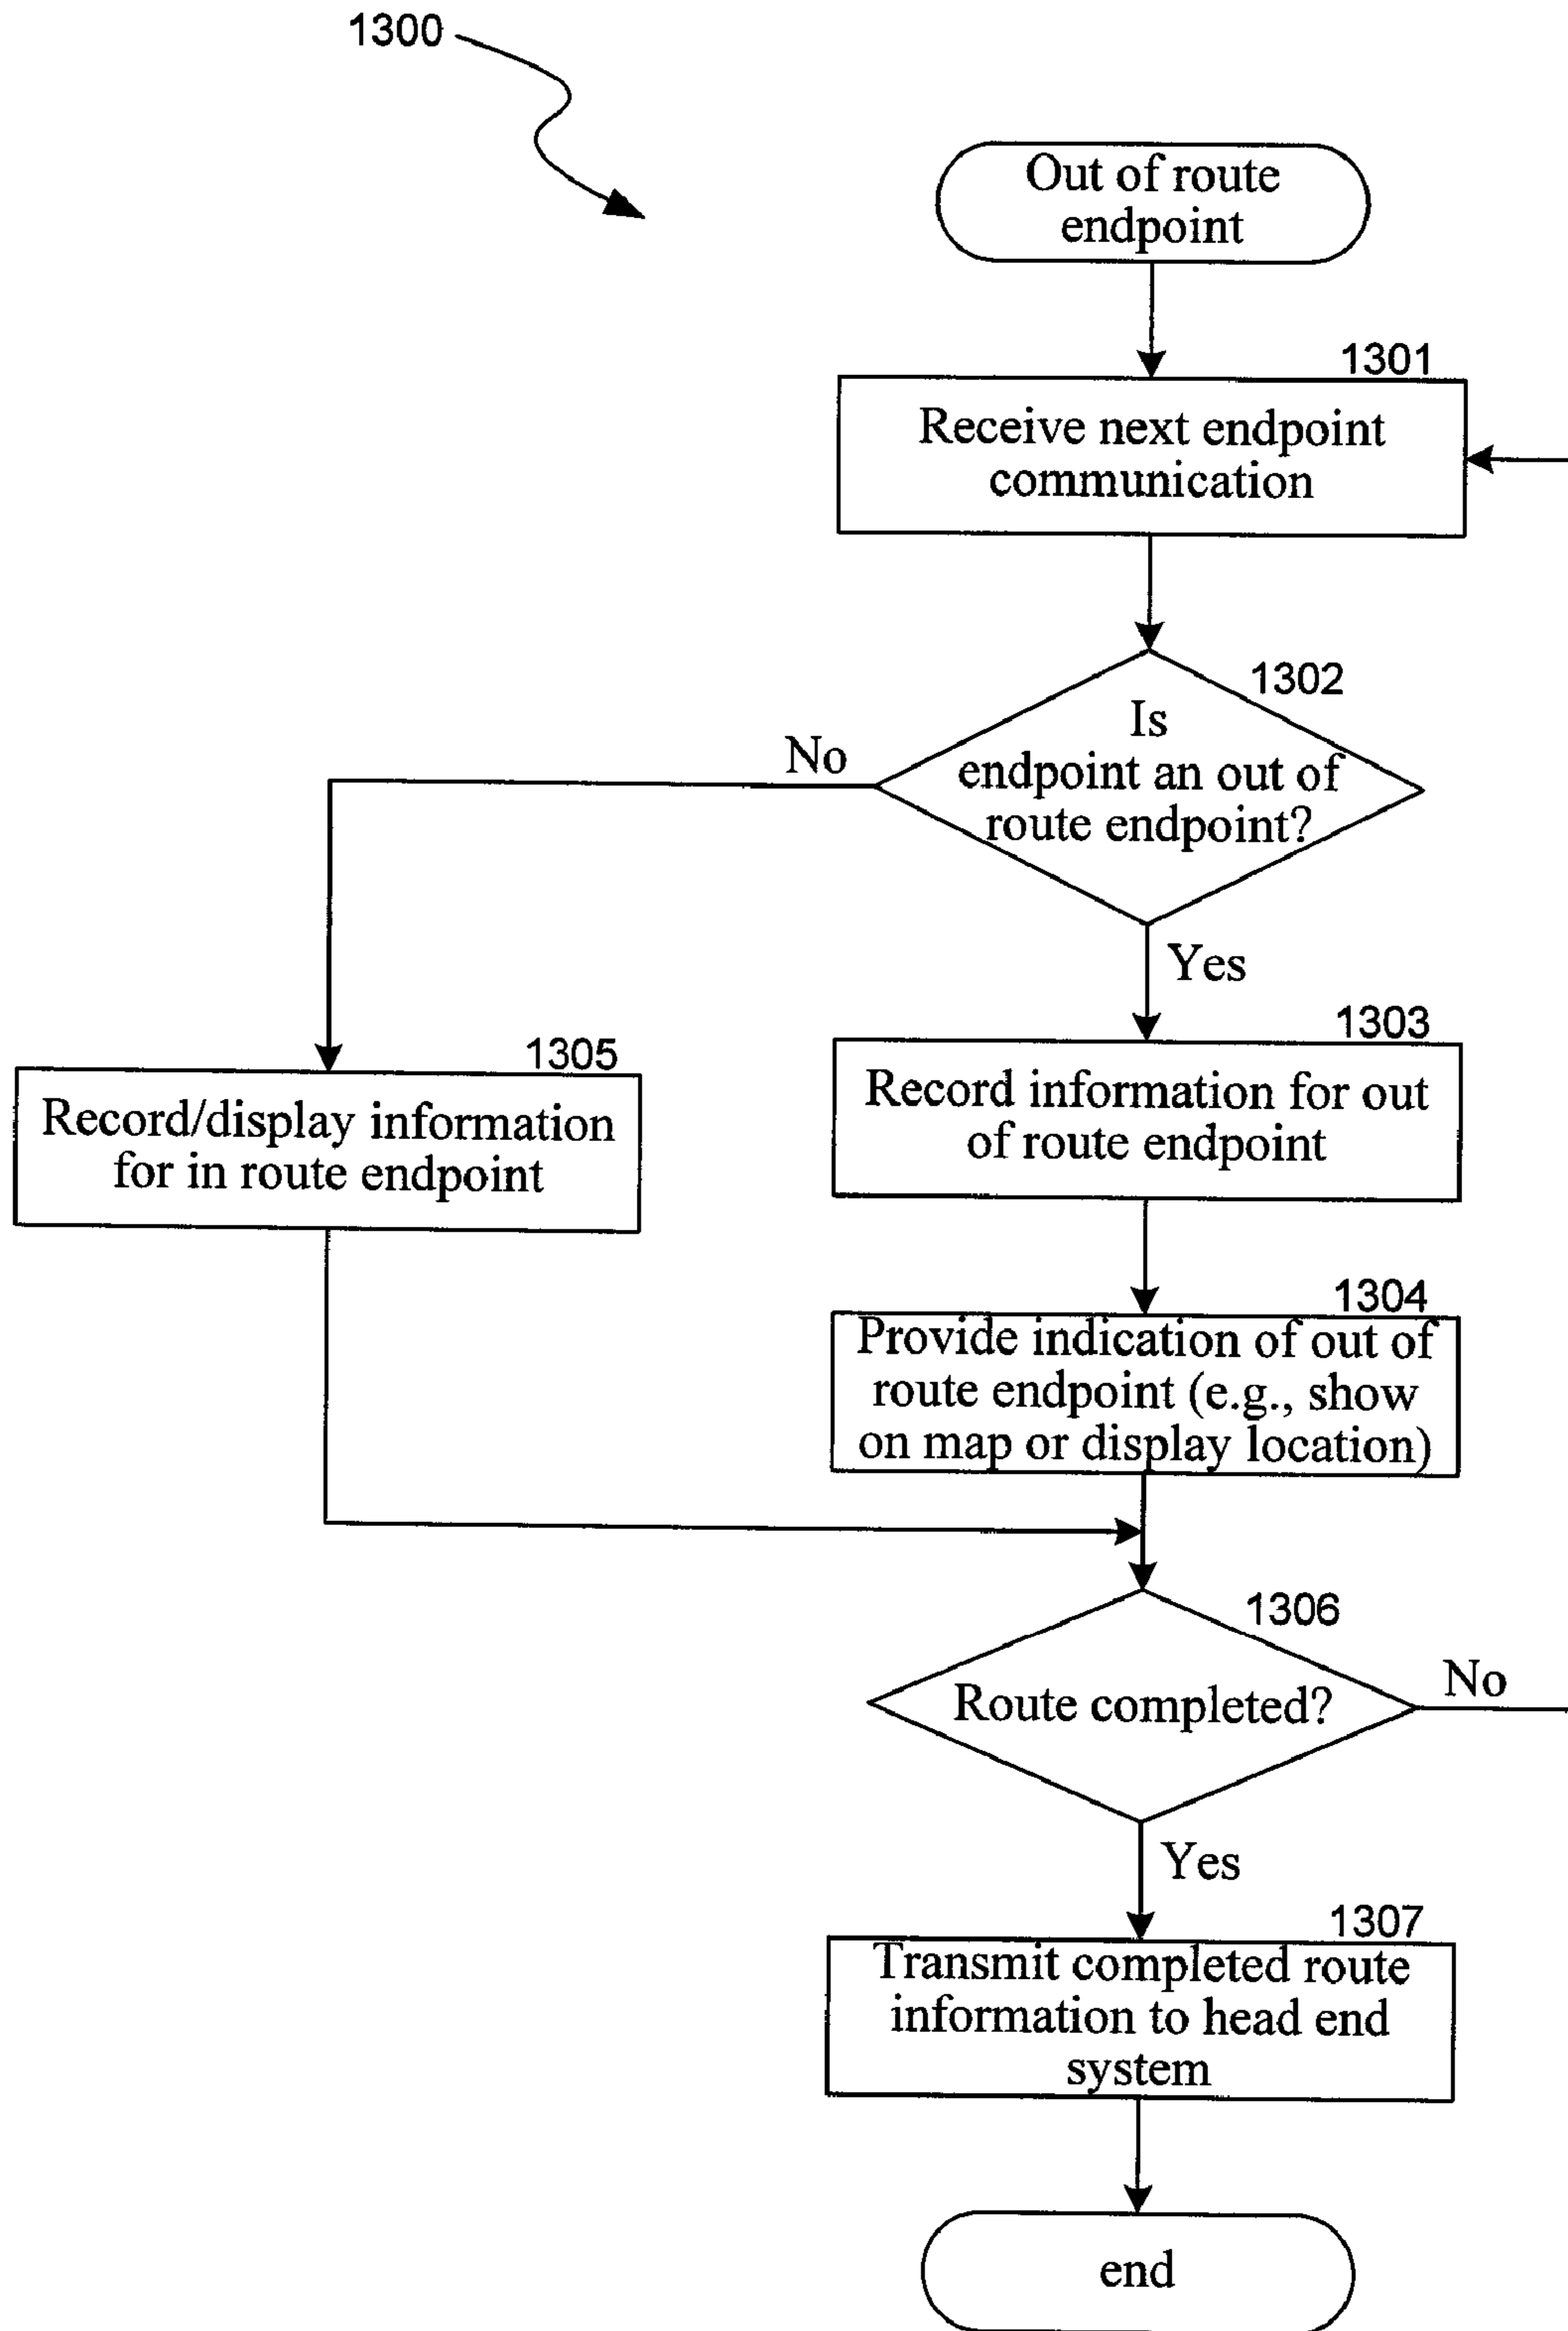 1300
Out of route
endpoint
1301
Receive next endpoint
communication
1302
Is
endpoint an out of
route endpoint?
No
Yes
1303
Record information for out
of route endpoint
1305
Record/display information
for in route endpoint
1304
Provide indication of out of
route endpoint (e.g., show
on map or display location)
1306
Route completed?
No
Yes
1307
Transmit completed route
information to head end
system
end